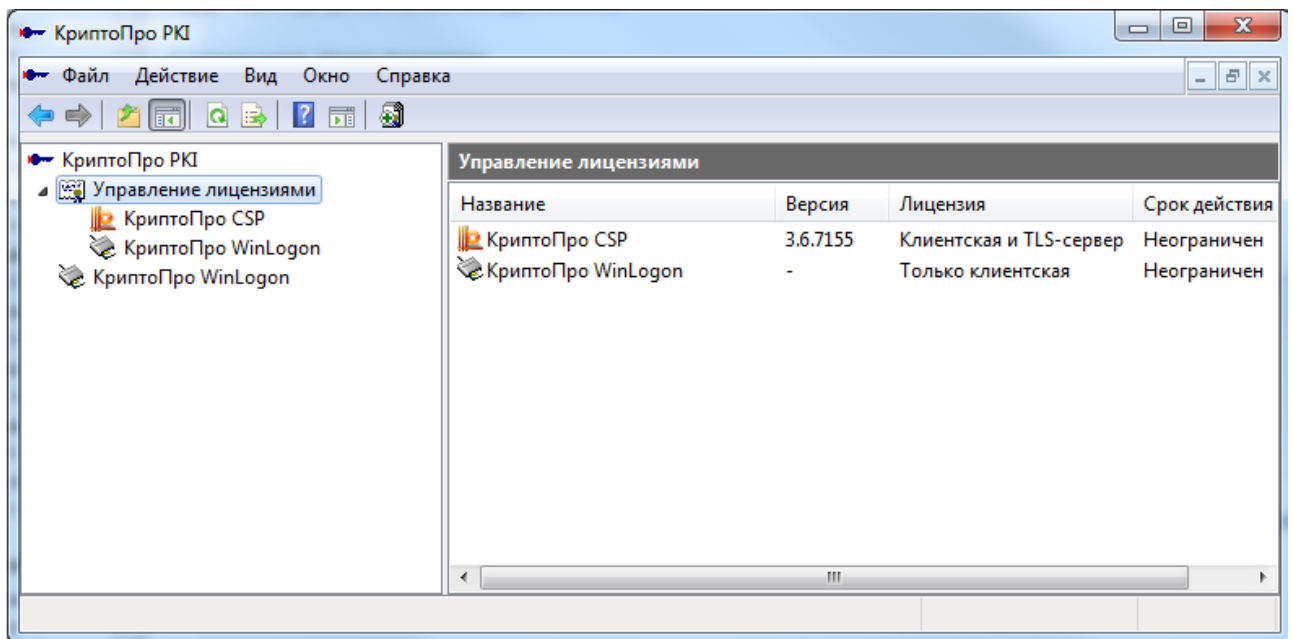 КриптоПро PKI
Файл Действие Вид Окно Справка
КриптоПро PKI
Управление лицензиями
КриптоПро CSP
КриптоПро WinLogon
КриптоПро WinLogon
Управление лицензиями
Название Версия Лицензия Срок действия
КриптоПро CSP 3.6.7155 Клиентская и TLS-сервер Неограничен
КриптоПро WinLogon - Только клиентская Неограничен